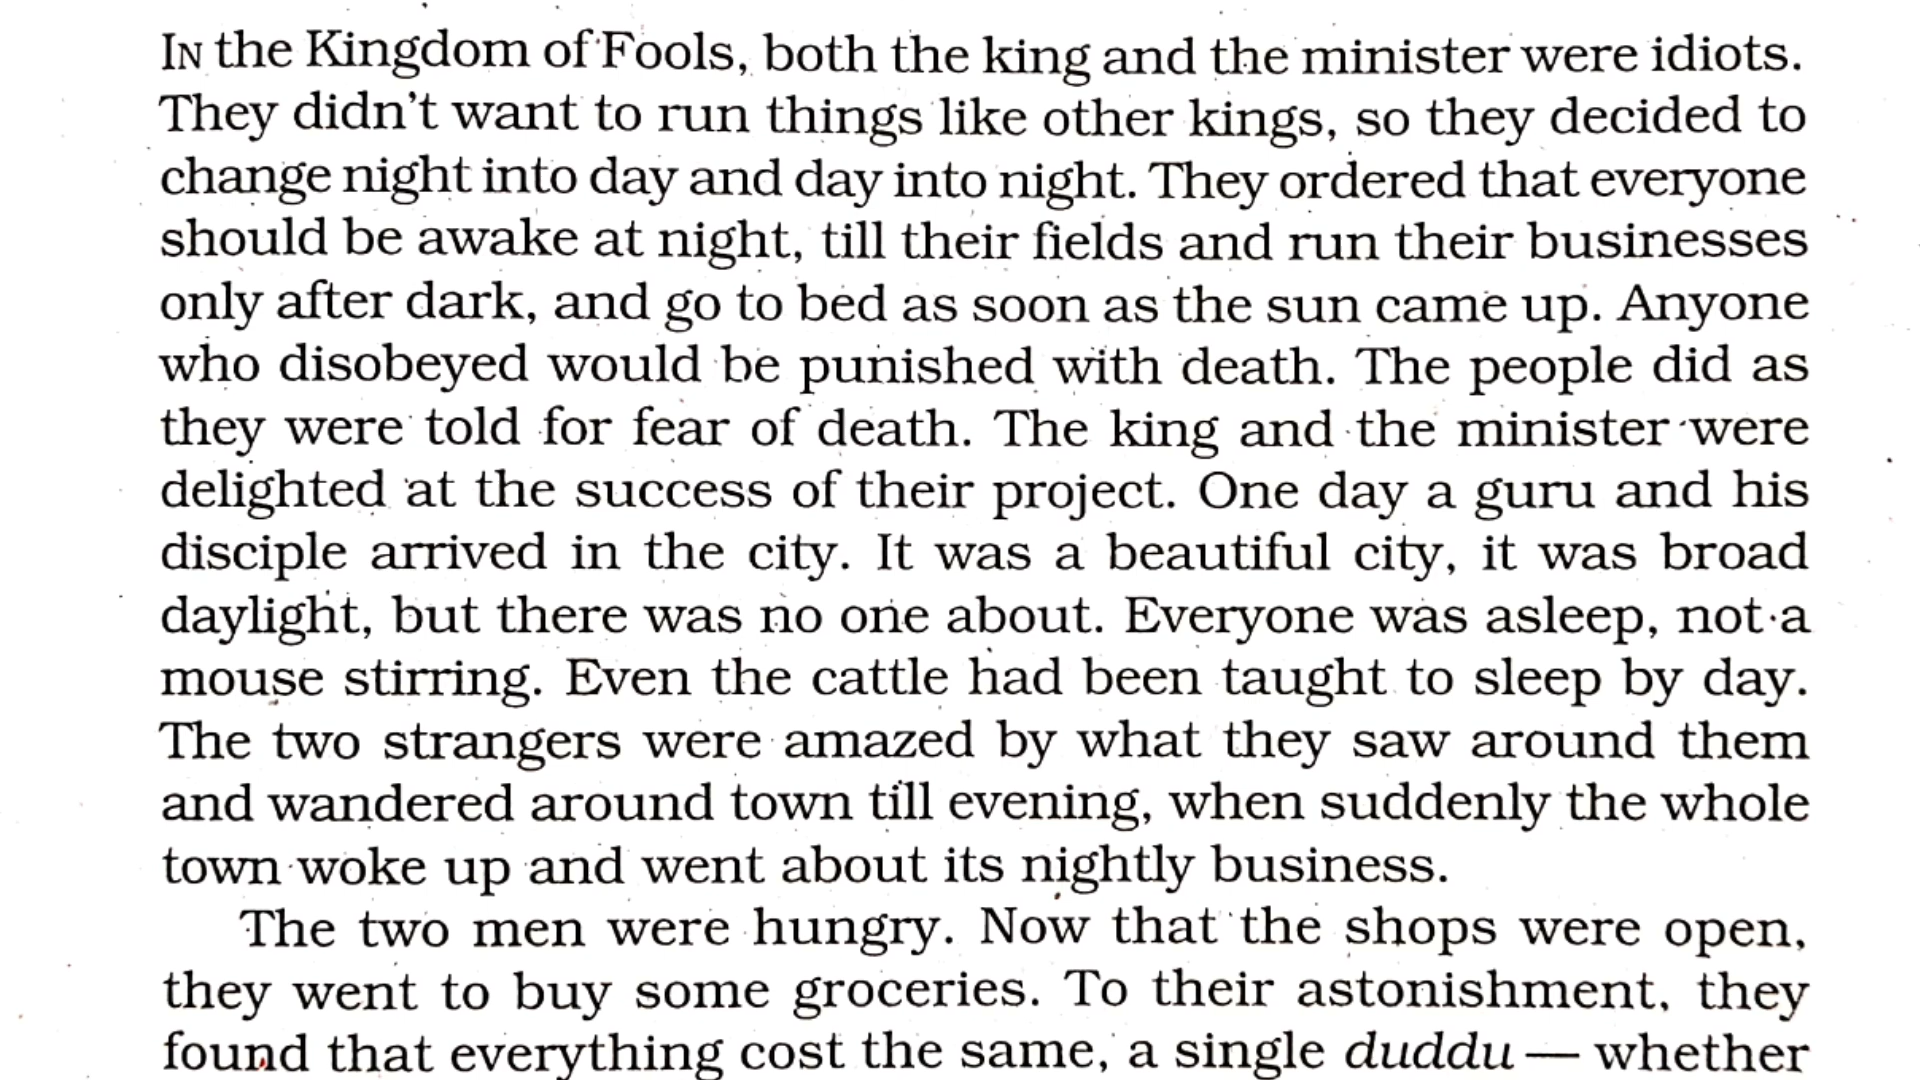 IN the Kingdom of Fools, both the king and the minister were idiots.
They didn't want to run things like other kings, so they decided to
change night into day and day into night. They ordered that everyone
should be awake at night, till their fields and run their businesses
only after dark, and go to bed as soon as the sun came up. Anyone
who disobeyed would be punished with death. The people did as
they were told for fear of death. The king and the minister were
delighted at the success of their project. One day a guru and his
disciple arrived in the city. It was a beautiful city, it was broad
daylight, but there was no one about. Everyone was asleep, not a
mouse stirring. Even the cattle had been taught to sleep by day.
The two strangers were amazed by what they saw around them
and wandered around town till evening, when suddenly the whole
town woke up and went about its nightly business.
The two men were hungry. Now that the shops were open,
they went to buy some groceries. To their astonishment, they
found that everything cost the same, a single duddu — whether